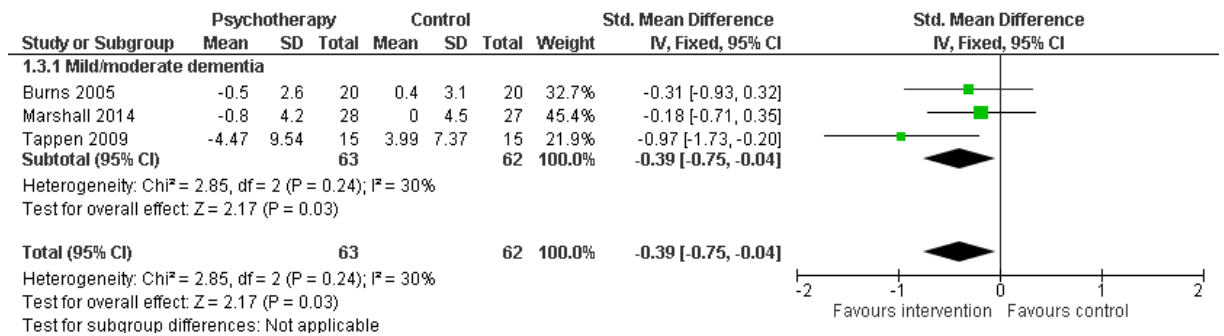 Psychotherapy Control Std. Mean Difference Std. Mean Difference
Study or Subgroup Mean SD Total Mean SD Total Weight IV, Fixed, 95% CI IV, Fixed, 95% CI
1.3.1 Mild/moderate dementia
Burns 2005 -0.5 2.6 20 0.4 3.1 20 32.7% -0.31 [-0.93, 0.32]
Marshall 2014 -0.8 4.2 28 0 4.5 27 45.4% -0.18 [-0.71, 0.35]
Tappen 2009 -4.47 9.54 15 3.99 7.37 15 21.9% -0.97 [-1.73, -0.20]
Subtotal (95% CI) 63 62 100.0% -0.39 [-0.75, -0.04]
Heterogeneity: Chi² = 2.85, df = 2 (P = 0.24); I² = 30%
Test for overall effect: Z = 2.17 (P = 0.03)
Total (95% CI) 63 62 100.0% -0.39 [-0.75, -0.04]
Heterogeneity: Chi² = 2.85, df = 2 (P = 0.24); I² = 30%
Test for overall effect: Z = 2.17 (P = 0.03)
Test for subgroup differences: Not applicable
-2 -1 0 1 2
Favours intervention Favours control